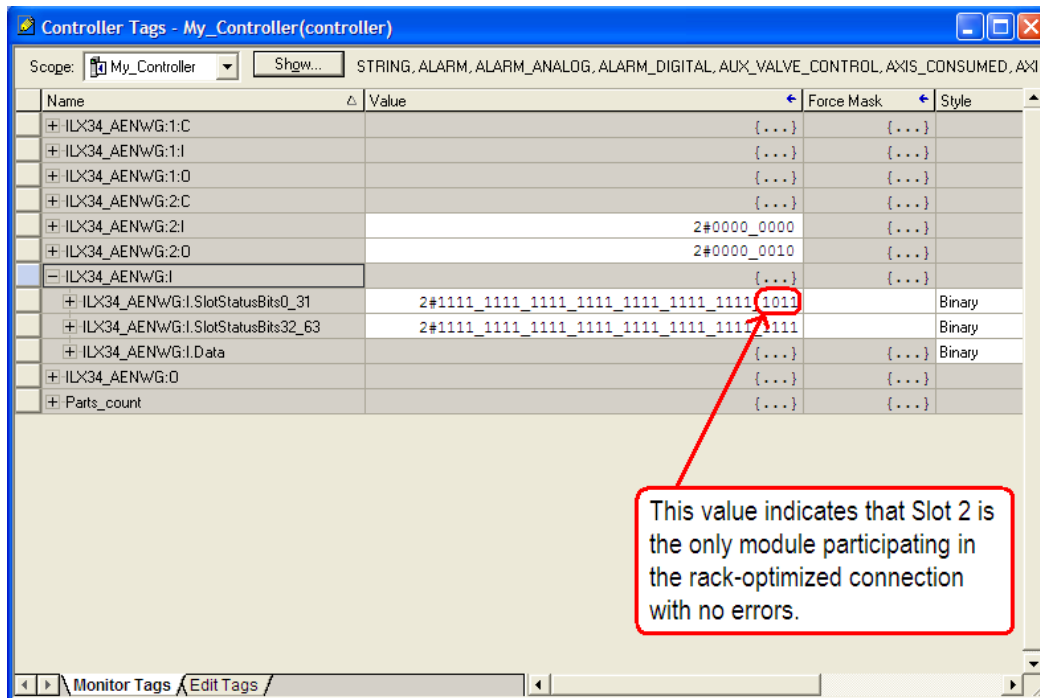 Controller Tags - My_Controller(controller)
Scope: My_Controller Show... STRING, ALARM, ALARM_ANALOG, ALARM_DIGITAL, AUX_VALVE_CONTROL, AXIS_CONSUMED, AXI
Name Value Force Mask Style
ILX34_AENWG:1:C {...} {...}
ILX34_AENWG:1:I {...} {...}
ILX34_AENWG:1:O {...} {...}
ILX34_AENWG:2:C {...} {...}
ILX34_AENWG:2:I 2#0000_0000 {...}
ILX34_AENWG:2:O 2#0000_0010 {...}
ILX34_AENWG:I {...} {...}
ILX34_AENWG:I.SlotStatusBits0_31 2#1111_1111_1111_1111_1111_1111_1111_1011 Binary
ILX34_AENWG:I.SlotStatusBits32_63 2#1111_1111_1111_1111_1111_1111_1111_1111 Binary
ILX34_AENWG:I.Data {...} {...} Binary
ILX34_AENWG:O {...} {...}
Parts_count {...} {...}
This value indicates that Slot 2 is
the only module participating in
the rack-optimized connection
with no errors.
Monitor Tags Edit Tags